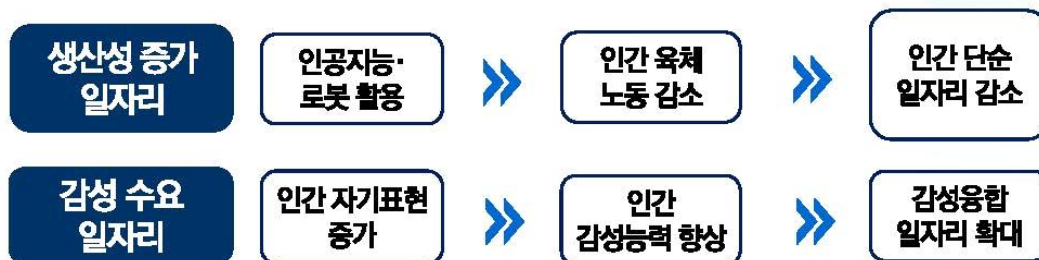 생산성 증가
일자리
인공지능·
로봇 활용
인간 육체
노동 감소
인간 단순
일자리 감소
감성 수요
일자리
인간 자기표현
증가
인간
감성능력 향상
감성융합
일자리 확대